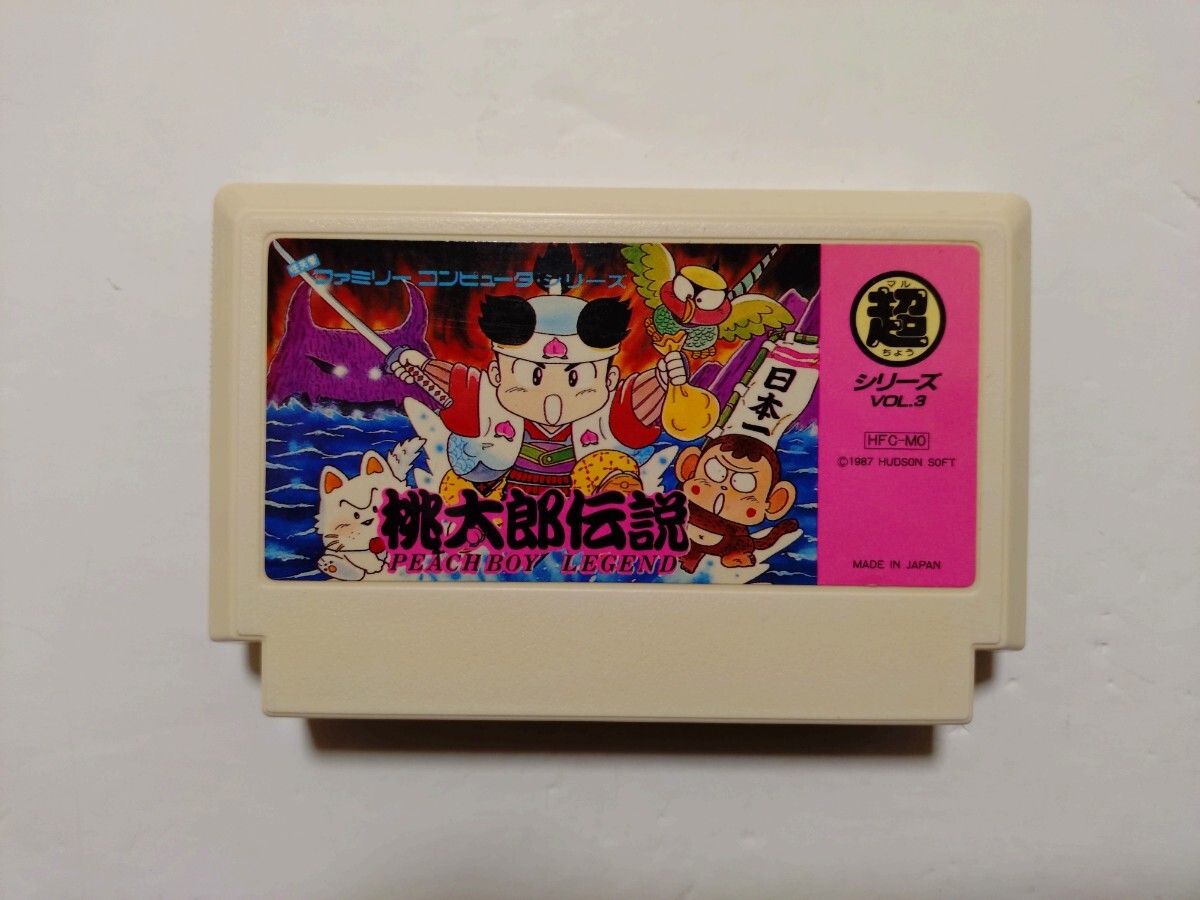 ファミリーコンピュータ・シリーズ
日本一
桃太郎伝説
PEACH BOY LEGEND
マル
超
ちょう
シリーズ
VOL.3
HFC-MO
©1987 HUDSON SOFT
MADE IN JAPAN